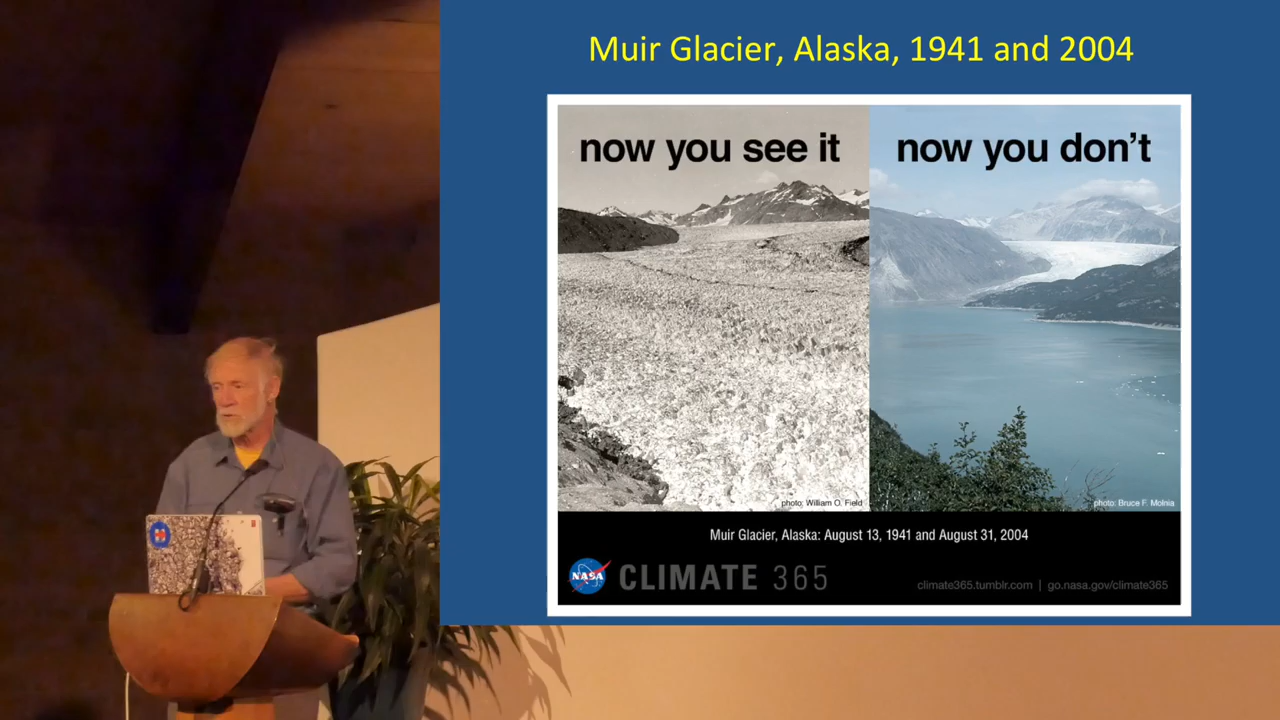 Muir Glacier, Alaska, 1941 and 2004
now you see it
now you don't
photo: William O. Field
photo: Bruce F. Molnia
Muir Glacier, Alaska: August 13, 1941 and August 31, 2004
NASA
CLIMATE 365
climate365.tumblr.com | go.nasa.gov/climate365